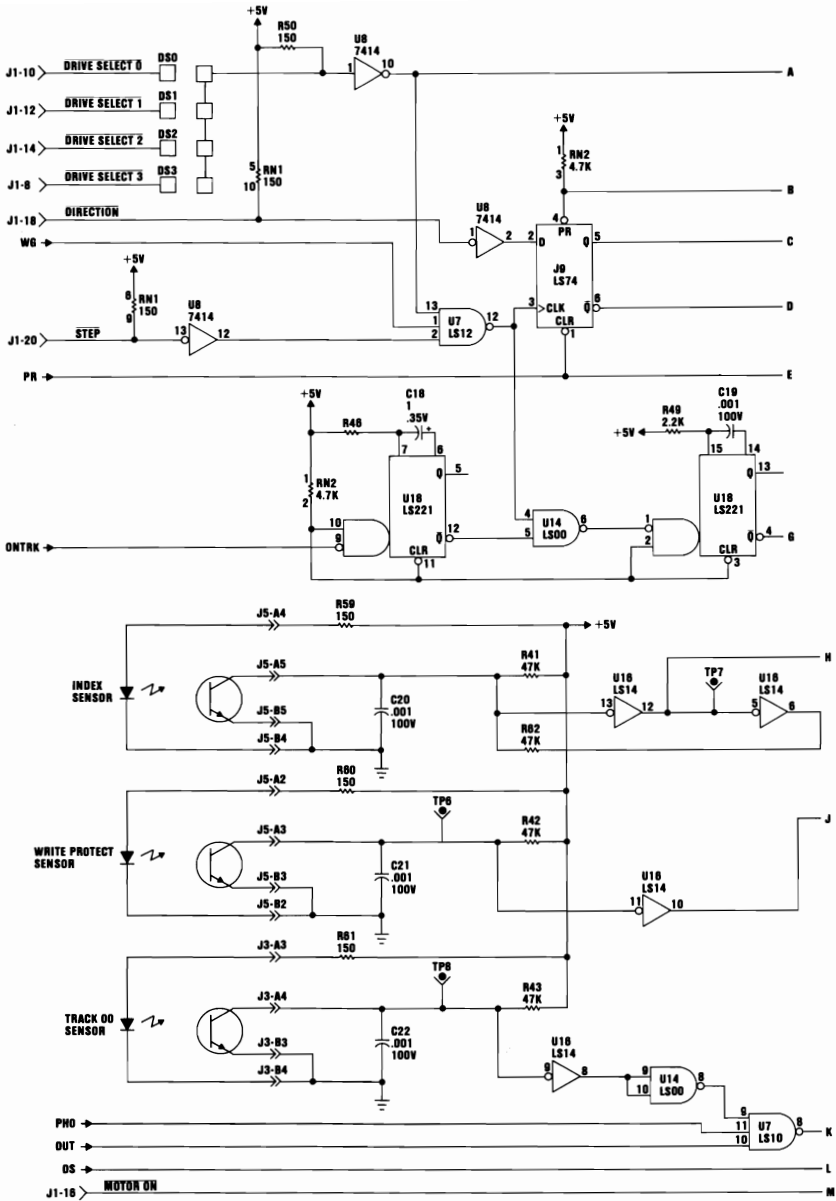 +5V
R50
150
U8
7414
J1-10
DRIVE SELECT 0
DS0
1
10
A
J1-12
DRIVE SELECT 1
DS1
J1-14
DRIVE SELECT 2
DS2
+5V
1
RN2
4.7K
3
J1-8
DRIVE SELECT 3
DS3
5
RN1
10
150
B
J1-18
DIRECTION
U8
7414
4
PR
1
2
2
D
Q
5
C
WG
J9
LS74
+5V
8
RN1
150
9
U8
7414
13
1
2
U7
LS12
12
3
CLK
Q
6
D
CLR
1
J1-20
STEP
13
12
PR
E
+5V
C18
1
.35V
+
R48
7
6
Q
5
R49
2.2K
+5V
C19
.001
100V
15
14
Q
13
1
RN2
4.7K
2
U18
LS221
U18
LS221
10
9
12
Q
4
5
U14
LS00
6
1
2
Q
4
G
ONTRK
CLR
11
CLR
3
J5-A4
R59
150
+5V
H
INDEX
SENSOR
J5-A5
R41
47K
U16
LS14
TP7
U16
LS14
J5-B5
C20
.001
100V
13
12
5
6
J5-B4
R62
47K
J5-A2
R60
150
TP6
J
WRITE PROTECT
SENSOR
J5-A3
R42
47K
J5-B3
C21
.001
100V
U16
LS14
J5-B2
11
10
J3-A3
R61
150
TP8
TRACK 00
SENSOR
J3-A4
R43
47K
J3-B3
C22
.001
100V
U16
LS14
J3-B4
9
8
9
10
U14
LS00
8
PHO
9
11
10
U7
LS10
8
K
OUT
DS
L
J1-16
MOTOR ON
M